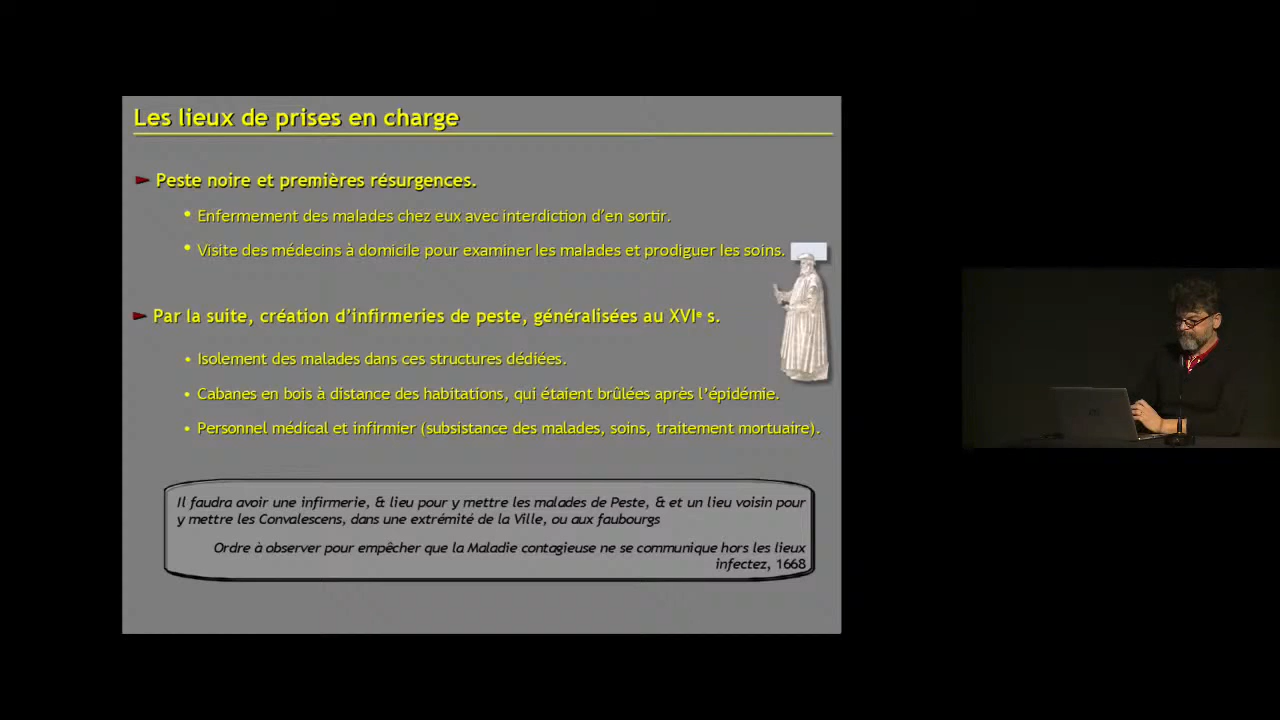 Les lieux de prises en charge
► Peste noire et premières résurgences.
• Enfermement des malades chez eux avec interdiction d'en sortir.
• Visite des médecins à domicile pour examiner les malades et prodiguer les soins.
► Par la suite, création d'infirmeries de peste, généralisées au XVIe s.
• Isolement des malades dans ces structures dédiées.
• Cabanes en bois à distance des habitations, qui étaient brûlées après l'épidémie.
• Personnel médical et infirmier (subsistance des malades, soins, traitement mortuaire).
Il faudra avoir une infirmerie, & lieu pour y mettre les malades de Peste, & et un lieu voisin pour
y mettre les Convalescens, dans une extrémité de la Ville, ou aux faubourgs
Ordre à observer pour empêcher que la Maladie contagieuse ne se communique hors les lieux
infectez, 1668